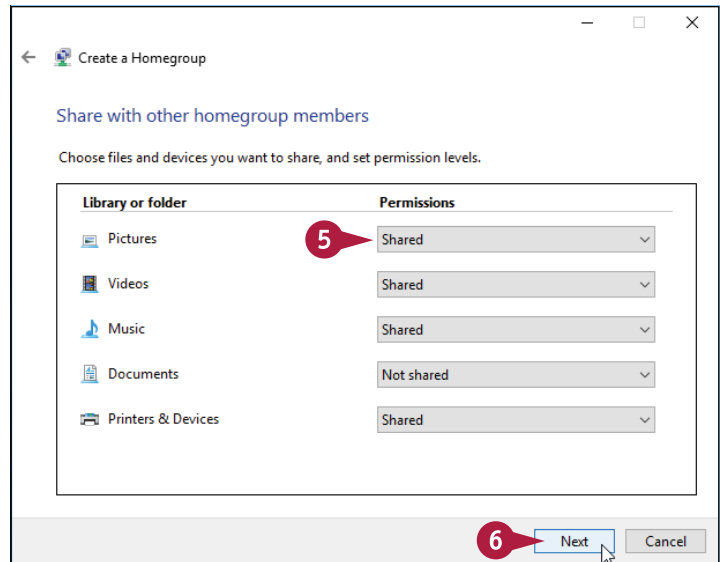 Create a Homegroup
Share with other homegroup members
Choose files and devices you want to share, and set permission levels.
Library or folder Permissions
Pictures 5 Shared
Videos Shared
Music Shared
Documents Not shared
Printers & Devices Shared
6 Next Cancel